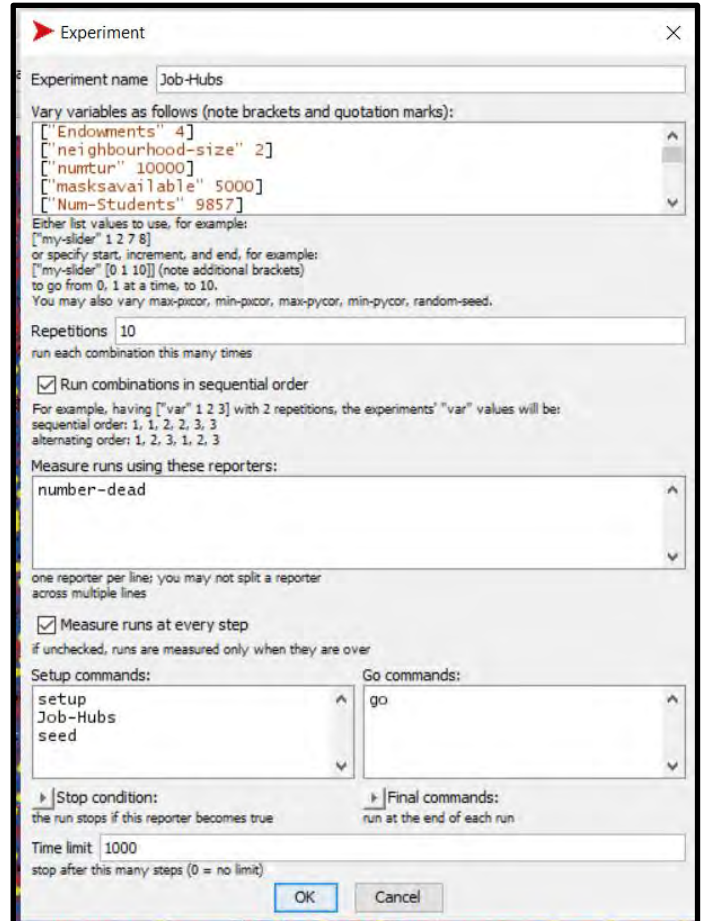 Experiment
Experiment name Job-Hubs
Vary variables as follows (note brackets and quotation marks):
["Endowments" 4]
["neighbourhood-size" 2]
["numtur" 10000]
["masksavailable" 5000]
["Num-Students" 9857]
Either list values to use, for example:
["my-slider" 1 2 7 8]
or specify start, increment, and end, for example:
["my-slider" [0 1 10]] (note additional brackets)
to go from 0, 1 at a time, to 10.
You may also vary max-pxcor, min-pxcor, max-pycor, min-pycor, random-seed.
Repetitions 10
run each combination this many times
Run combinations in sequential order
For example, having ["var" 1 2 3] with 2 repetitions, the experiments' "var" values will be:
sequential order: 1, 1, 2, 2, 3, 3
alternating order: 1, 2, 3, 1, 2, 3
Measure runs using these reporters:
number-dead
one reporter per line; you may not split a reporter
across multiple lines
Measure runs at every step
if unchecked, runs are measured only when they are over
Setup commands: Go commands:
setup go
Job-Hubs
seed
Stop condition: Final commands:
the run stops if this reporter becomes true run at the end of each run
Time limit 1000
stop after this many steps (0 = no limit)
OK Cancel